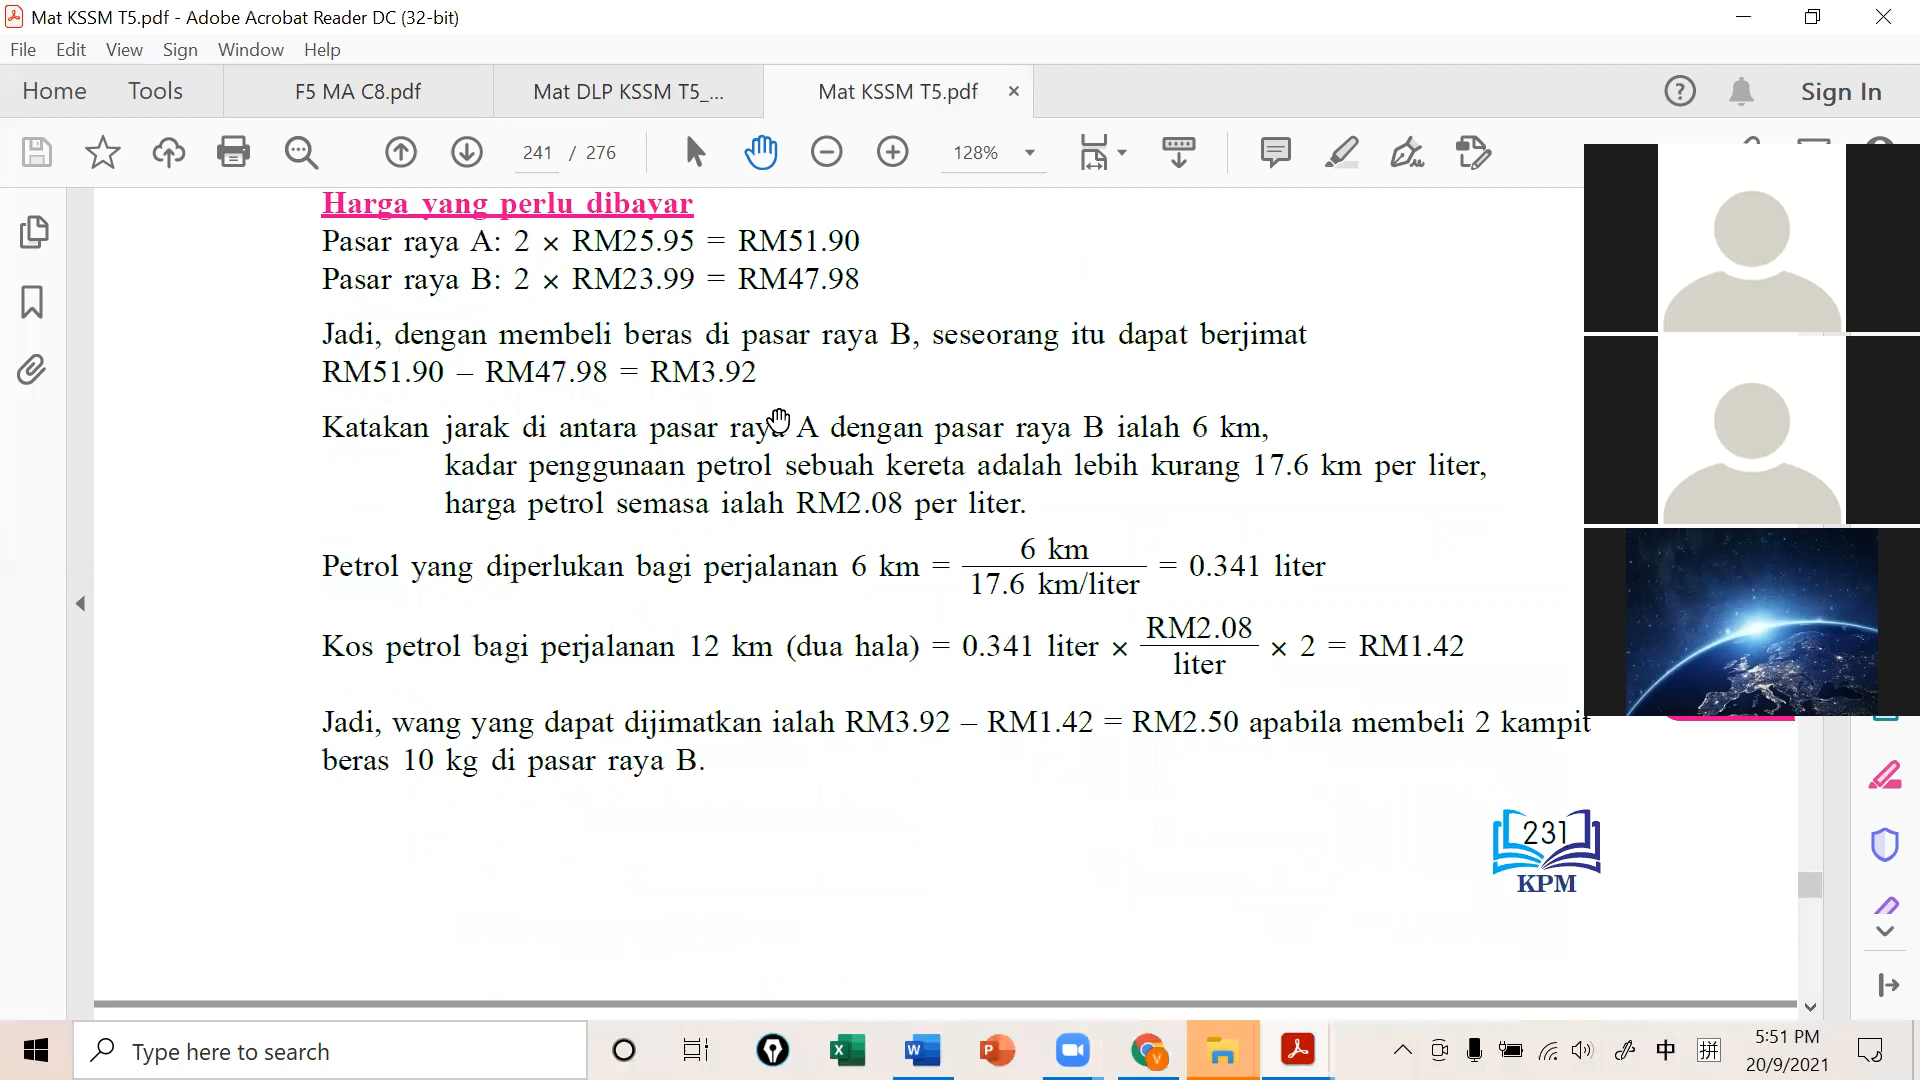 Mat KSSM T5.pdf - Adobe Acrobat Reader DC (32-bit)
File Edit View Sign Window Help
Home Tools F5 MA C8.pdf Mat DLP KSSM T5_... Mat KSSM T5.pdf × Sign In
241 / 276 128%
Harga yang perlu dibayar
Pasar raya A: 2 × RM25.95 = RM51.90
Pasar raya B: 2 × RM23.99 = RM47.98
Jadi, dengan membeli beras di pasar raya B, seseorang itu dapat berjimat
RM51.90 – RM47.98 = RM3.92
Katakan jarak di antara pasar raya A dengan pasar raya B ialah 6 km,
kadar penggunaan petrol sebuah kereta adalah lebih kurang 17.6 km per liter,
harga petrol semasa ialah RM2.08 per liter.
Petrol yang diperlukan bagi perjalanan 6 km = 6 km / 17.6 km/liter = 0.341 liter
Kos petrol bagi perjalanan 12 km (dua hala) = 0.341 liter × RM2.08 / liter × 2 = RM1.42
Jadi, wang yang dapat dijimatkan ialah RM3.92 – RM1.42 = RM2.50 apabila membeli 2 kampit
beras 10 kg di pasar raya B.
231
KPM
Type here to search
中 拼
5:51 PM
20/9/2021